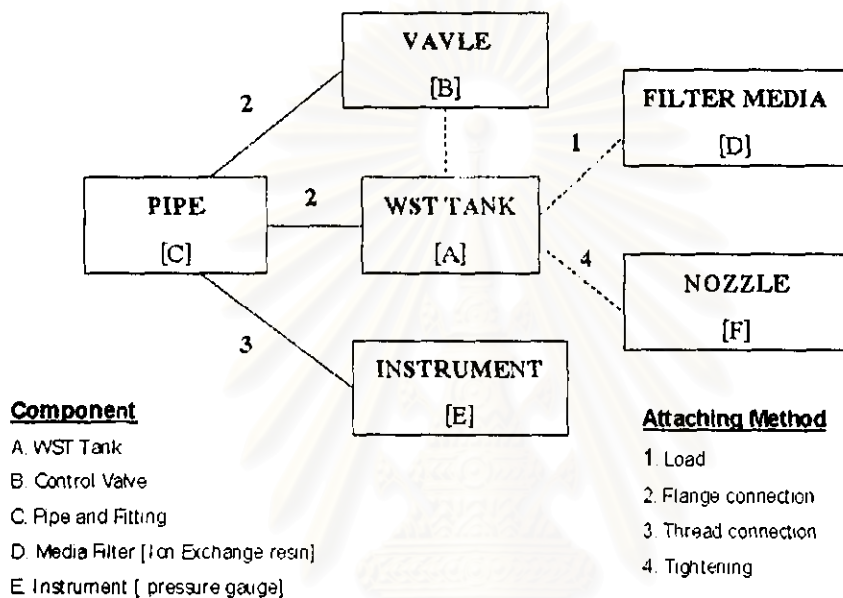 VAVLE
[B]
2
FILTER MEDIA
[D]
1
PIPE
[C]
2
WST TANK
[A]
4
NOZZLE
[F]
3
INSTRUMENT
[E]
Component
A. WST Tank
B. Control Valve
C. Pipe and Fitting
D. Media Filter [Ion Exchange resin]
E. Instrument [ pressure gauge]
Attaching Method
1. Load
2. Flange connection
3. Thread connection
4. Tightening